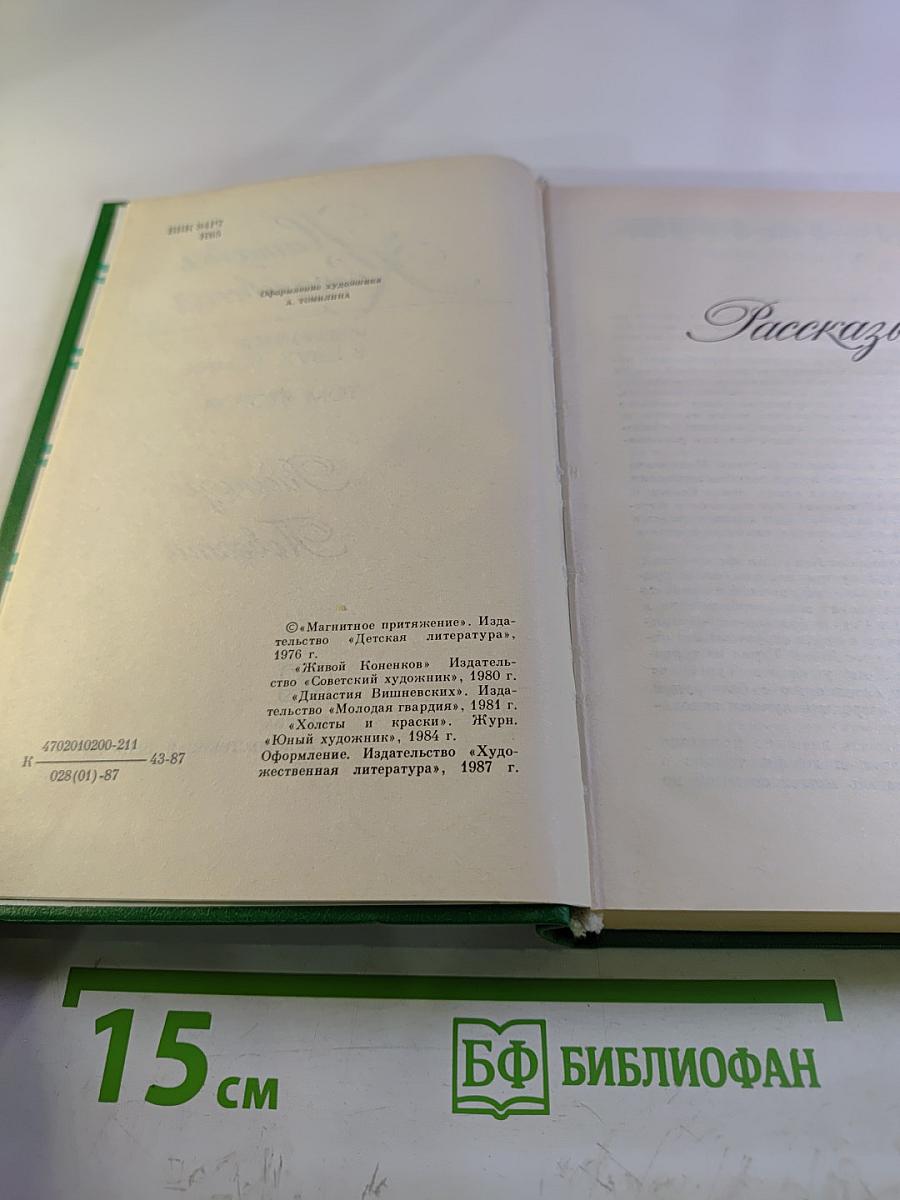 ББК 84Р7
Оформление художника
А. ТОМИЛИНА
©«Магнитное притяжение». Изда-
тельство «Детская литература»,
1976 г.
«Живой Коненков» Издатель-
ство «Советский художник», 1980 г.
«Династия Вишневских». Изда-
тельство «Молодая гвардия», 1981 г.
«Холсты и краски». Журн.
«Юный художник», 1984 г.
Оформление. Издательство «Худо-
жественная литература», 1987 г.
К 4702010200-211 43-87
028(01)-87
Рассказы
15 см
БФ БИБЛИОФАН